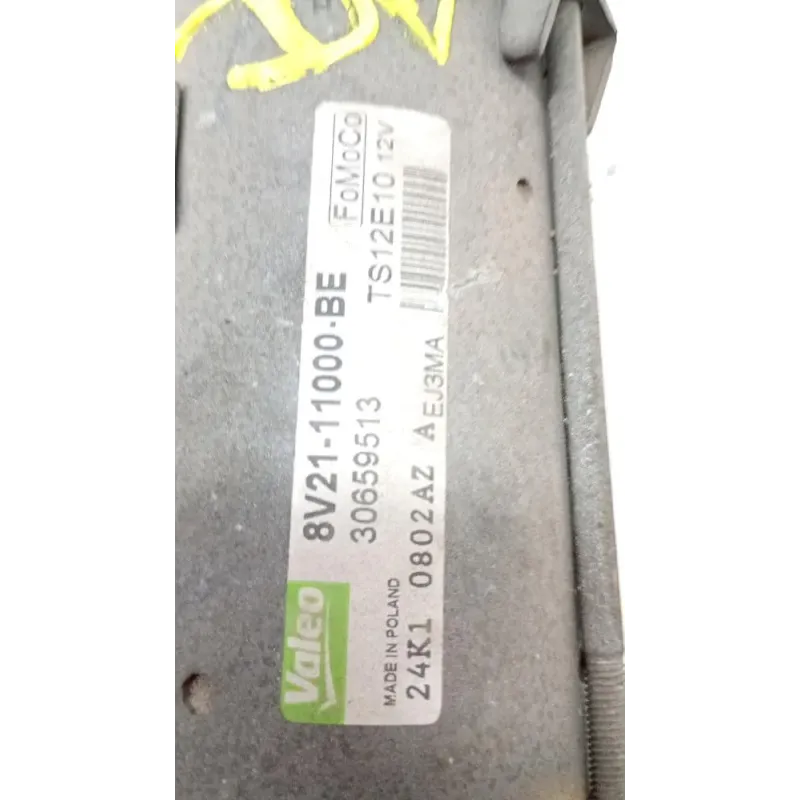 Valeo
8V21-11000-BE
FoMoCo
30659513
TS12E10 12V
MADE IN POLAND
24K1 0802AZ A EJ3MA